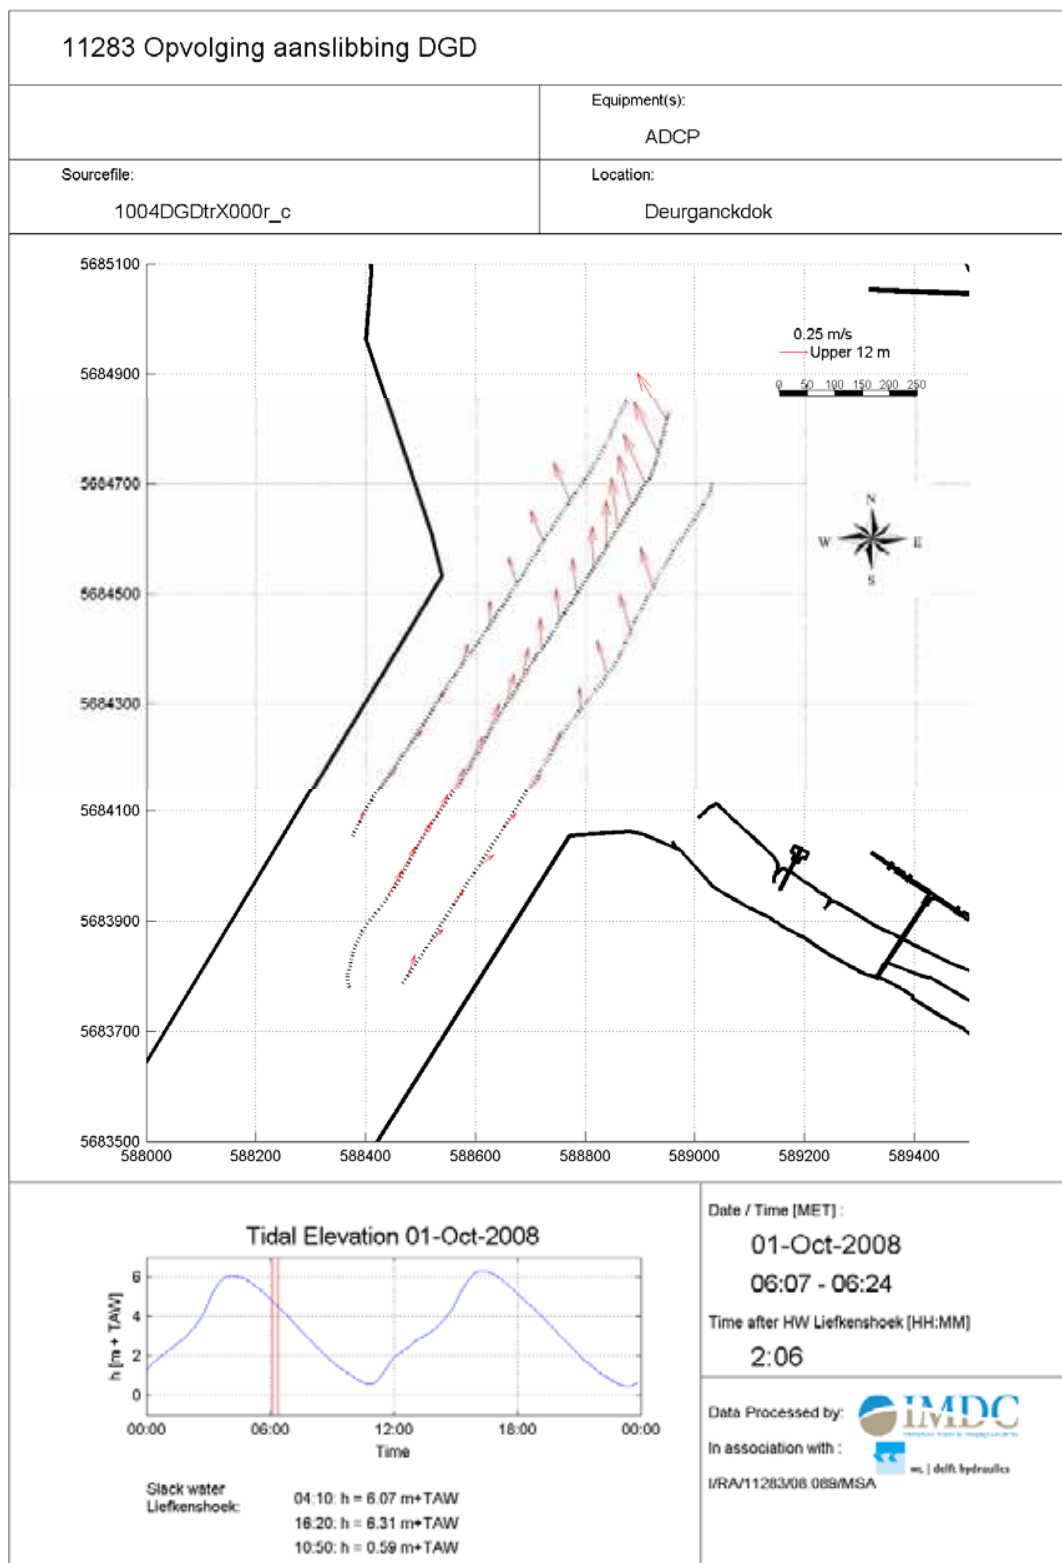 11283 Opvolging aanslibbing DGD
Equipment(s):
ADCP
Sourcefile:
1004DGDtrX000r_c
Location:
Deurganckdok
5685100
5684900
5684700
5684500
5684300
5684100
5683900
5683700
5683500
588000 588200 588400 588600 588800 589000 589200 589400
0.25 m/s
Upper 12 m
0 50 100 150 200 250
N
W E
S
Tidal Elevation 01-Oct-2008
h [m + TAW]
6
4
2
0
00:00 06:00 12:00 18:00 00:00
Time
Slack water
Liefkenshoek:
04:10: h = 6.07 m+TAW
16:20: h = 6.31 m+TAW
10:50: h = 0.59 m+TAW
Date / Time [MET] :
01-Oct-2008
06:07 - 06:24
Time after HW Liefkenshoek [HH:MM]
2:06
Data Processed by:
IMDC
In association with :
wL | delft hydraulics
I/RA/11283/08.089/MSA